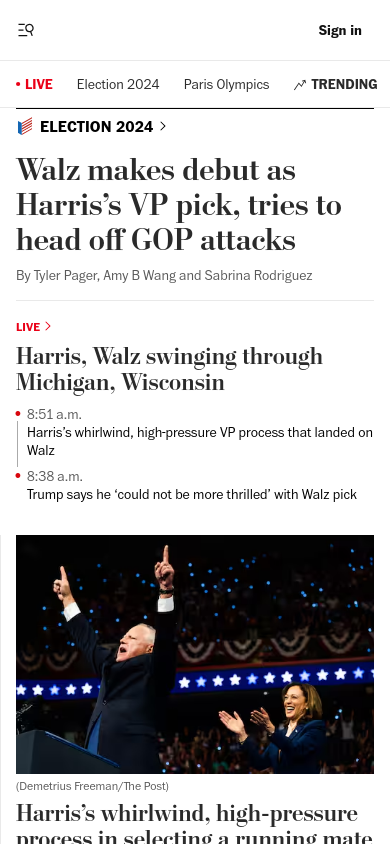 Sign in
LIVE
Election 2024
Paris Olympics
TRENDING
ELECTION 2024
Walz makes debut as
Harris’s VP pick, tries to
head off GOP attacks
By Tyler Pager, Amy B Wang and Sabrina Rodriguez
LIVE
Harris, Walz swinging through
Michigan, Wisconsin
8:51 a.m.
Harris’s whirlwind, high-pressure VP process that landed on
Walz
8:38 a.m.
Trump says he ‘could not be more thrilled’ with Walz pick
(Demetrius Freeman/The Post)
Harris’s whirlwind, high-pressure
process in selecting a running mate